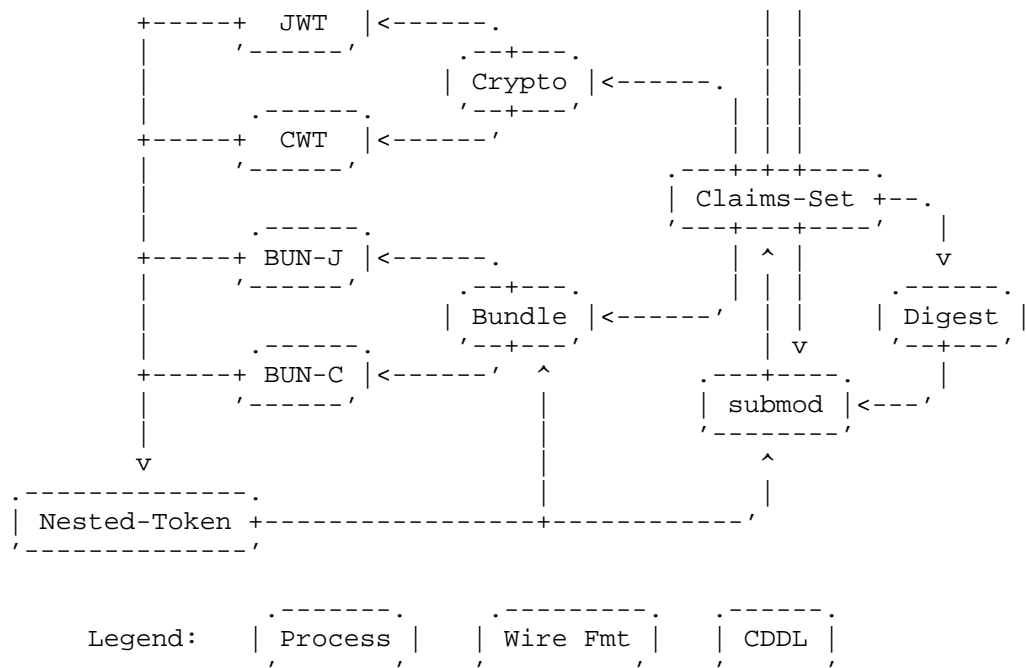 JWT
Crypto
CWT
Claims-Set
BUN-J
Bundle
Digest
BUN-C
submod
Nested-Token
Legend: Process Wire Fmt CDDL